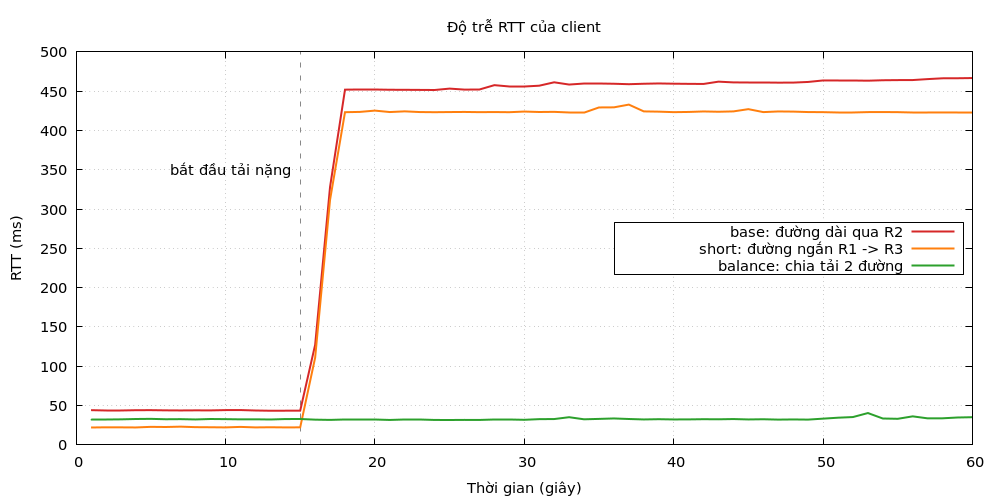 Độ trễ RTT của client
500
450
400
350
300
250
200
150
100
50
0
RTT (ms)
bắt đầu tải nặng
base: đường dài qua R2
short: đường ngắn R1 -> R3
balance: chia tải 2 đường
0 10 20 30 40 50 60
Thời gian (giây)